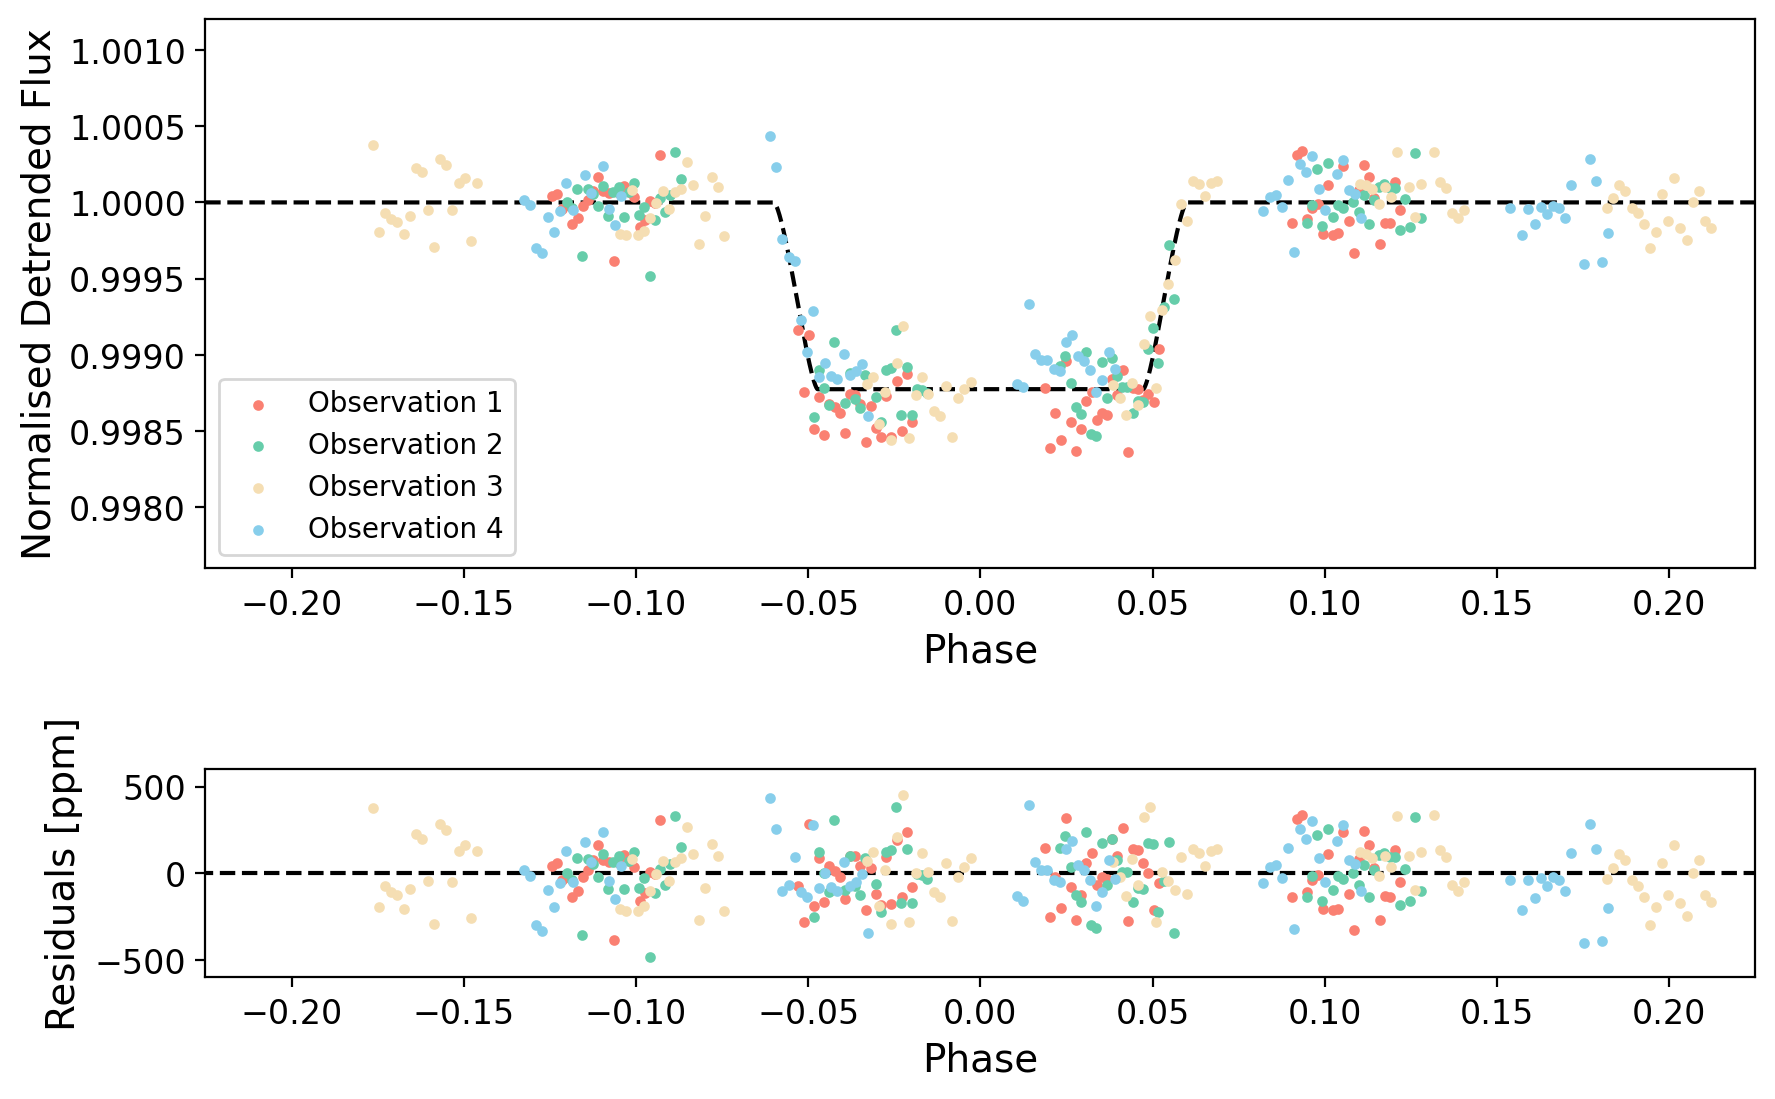 Normalised Detrended Flux
1.0010
1.0005
1.0000
0.9995
0.9990
0.9985
0.9980
Observation 1
Observation 2
Observation 3
Observation 4
−0.20 −0.15 −0.10 −0.05 0.00 0.05 0.10 0.15 0.20
Phase
Residuals [ppm]
500
0
−500
−0.20 −0.15 −0.10 −0.05 0.00 0.05 0.10 0.15 0.20
Phase